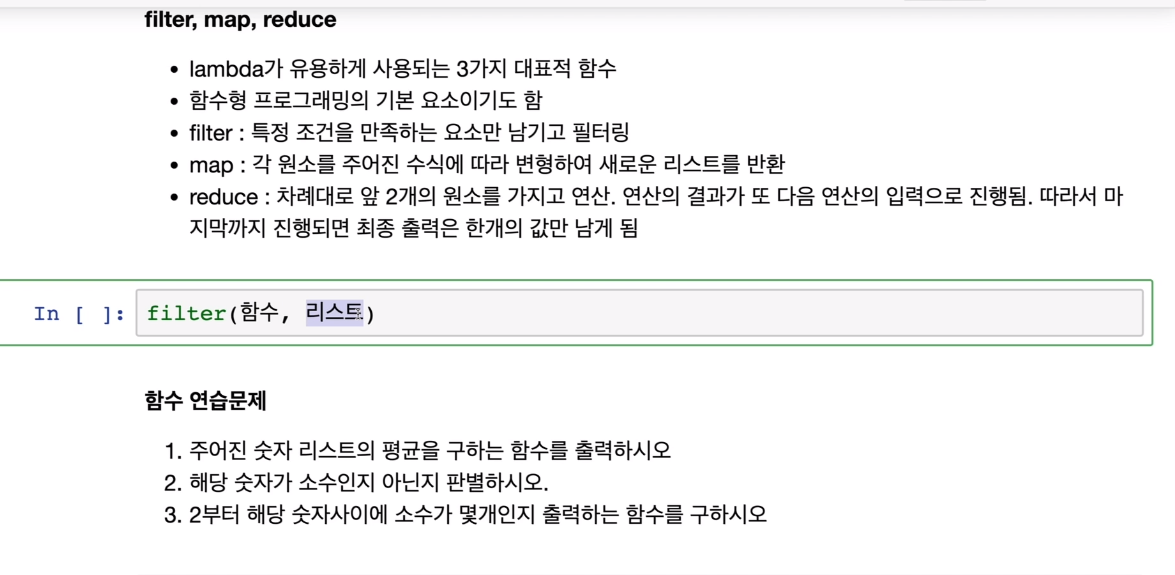 filter, map, reduce
• lambda가 유용하게 사용되는 3가지 대표적 함수
• 함수형 프로그래밍의 기본 요소이기도 함
• filter : 특정 조건을 만족하는 요소만 남기고 필터링
• map : 각 원소를 주어진 수식에 따라 변형하여 새로운 리스트를 반환
• reduce : 차례대로 앞 2개의 원소를 가지고 연산. 연산의 결과가 또 다음 연산의 입력으로 진행됨. 따라서 마
지막까지 진행되면 최종 출력은 한개의 값만 남게 됨
In [ ]: filter(함수, 리스트)
함수 연습문제
1. 주어진 숫자 리스트의 평균을 구하는 함수를 출력하시오
2. 해당 숫자가 소수인지 아닌지 판별하시오.
3. 2부터 해당 숫자사이에 소수가 몇개인지 출력하는 함수를 구하시오